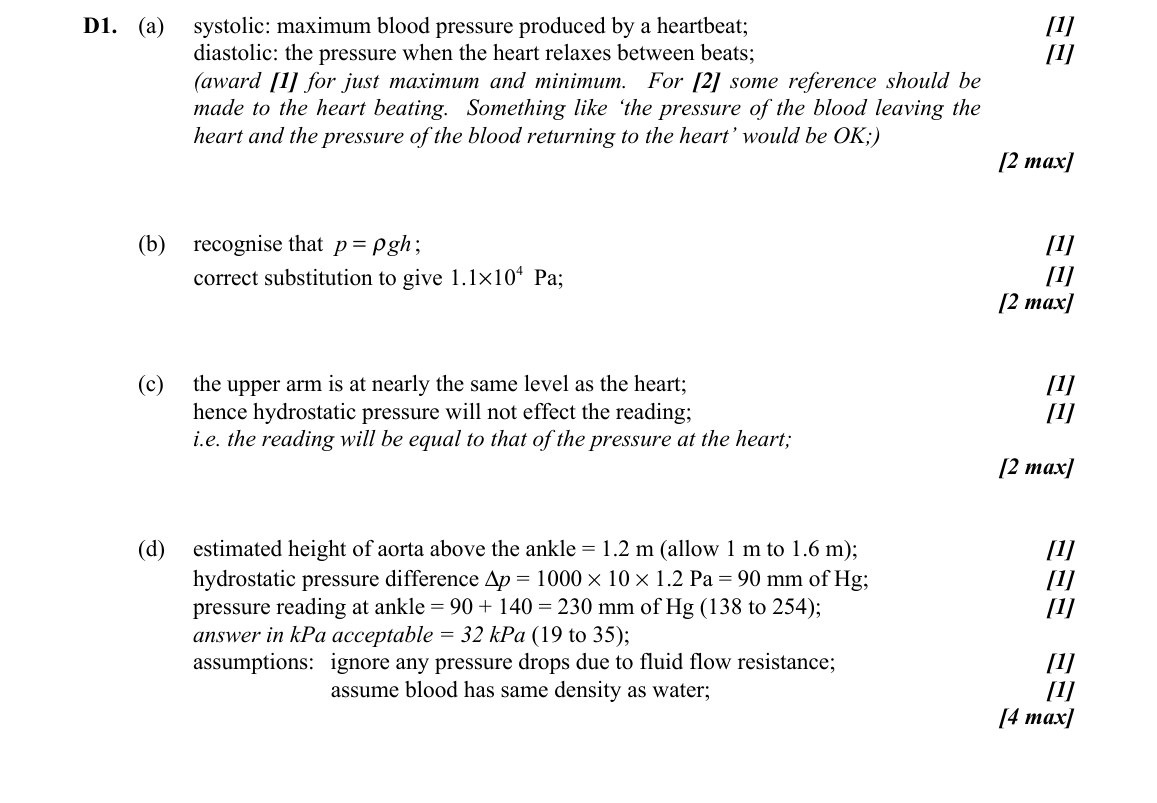 D1. (a) systolic: maximum blood pressure produced by a heartbeat; [1]
diastolic: the pressure when the heart relaxes between beats; [1]
(award [1] for just maximum and minimum. For [2] some reference should be
made to the heart beating. Something like ‘the pressure of the blood leaving the
heart and the pressure of the blood returning to the heart’ would be OK;)
[2 max]
(b) recognise that p = ρgh; [1]
correct substitution to give 1.1×10⁴ Pa; [1]
[2 max]
(c) the upper arm is at nearly the same level as the heart; [1]
hence hydrostatic pressure will not effect the reading; [1]
i.e. the reading will be equal to that of the pressure at the heart;
[2 max]
(d) estimated height of aorta above the ankle = 1.2 m (allow 1 m to 1.6 m); [1]
hydrostatic pressure difference Δp = 1000 × 10 × 1.2 Pa = 90 mm of Hg; [1]
pressure reading at ankle = 90 + 140 = 230 mm of Hg (138 to 254); [1]
answer in kPa acceptable = 32 kPa (19 to 35);
assumptions: ignore any pressure drops due to fluid flow resistance; [1]
assume blood has same density as water; [1]
[4 max]